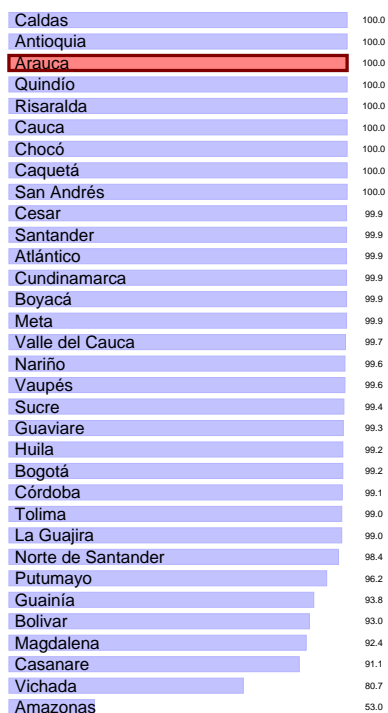 Caldas 100.0
Antioquia 100.0
Arauca 100.0
Quindío 100.0
Risaralda 100.0
Cauca 100.0
Chocó 100.0
Caquetá 100.0
San Andrés 100.0
Cesar 99.9
Santander 99.9
Atlántico 99.9
Cundinamarca 99.9
Boyacá 99.9
Meta 99.9
Valle del Cauca 99.7
Nariño 99.6
Vaupés 99.6
Sucre 99.4
Guaviare 99.3
Huila 99.2
Bogotá 99.2
Córdoba 99.1
Tolima 99.0
La Guajira 99.0
Norte de Santander 98.4
Putumayo 96.2
Guainía 93.8
Bolivar 93.0
Magdalena 92.4
Casanare 91.1
Vichada 80.7
Amazonas 53.0